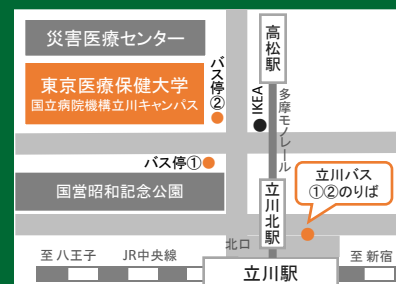 災害医療センター
東京医療保健大学
国立病院機構立川キャンパス
バス停②
高松駅
IKEA
多摩モノレール
バス停①
国営昭和記念公園
立川北駅
立川バス
①②のりば
北口
至 八王子
JR中央線
立川駅
至 新宿